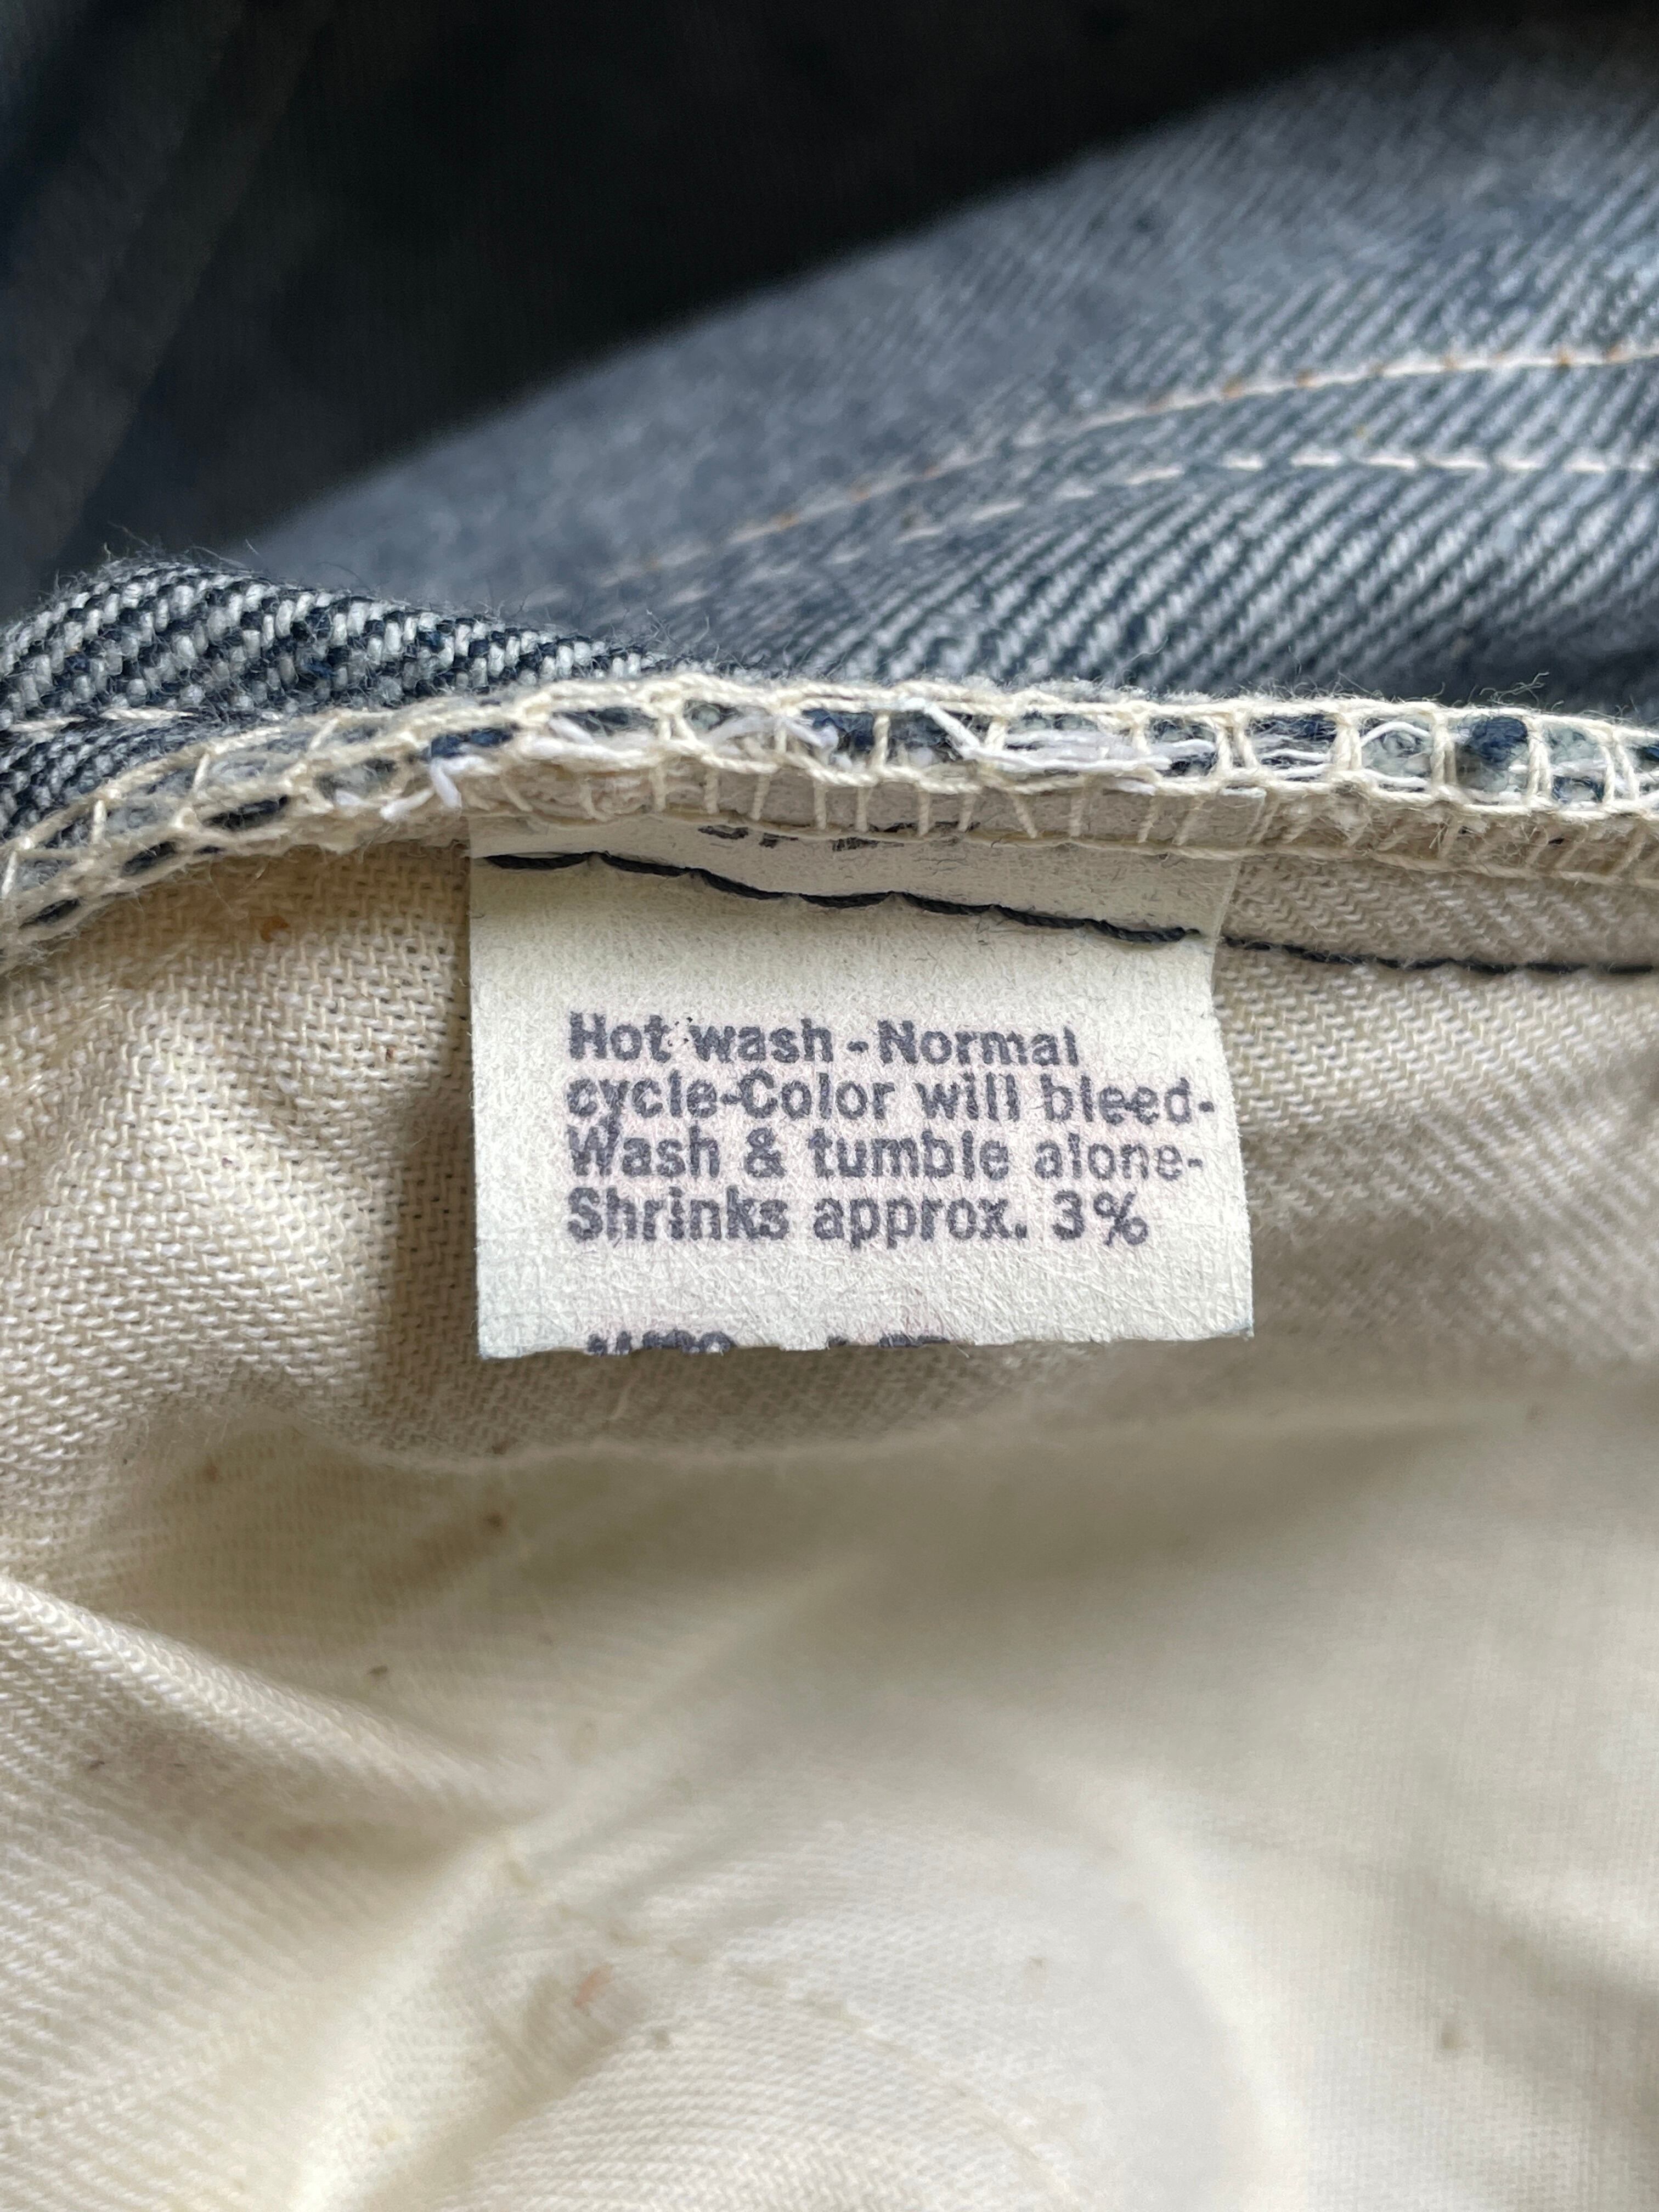 Hot wash-Normal
cycle-Color will bleed-
Wash & tumble alone-
Shrinks approx. 3%